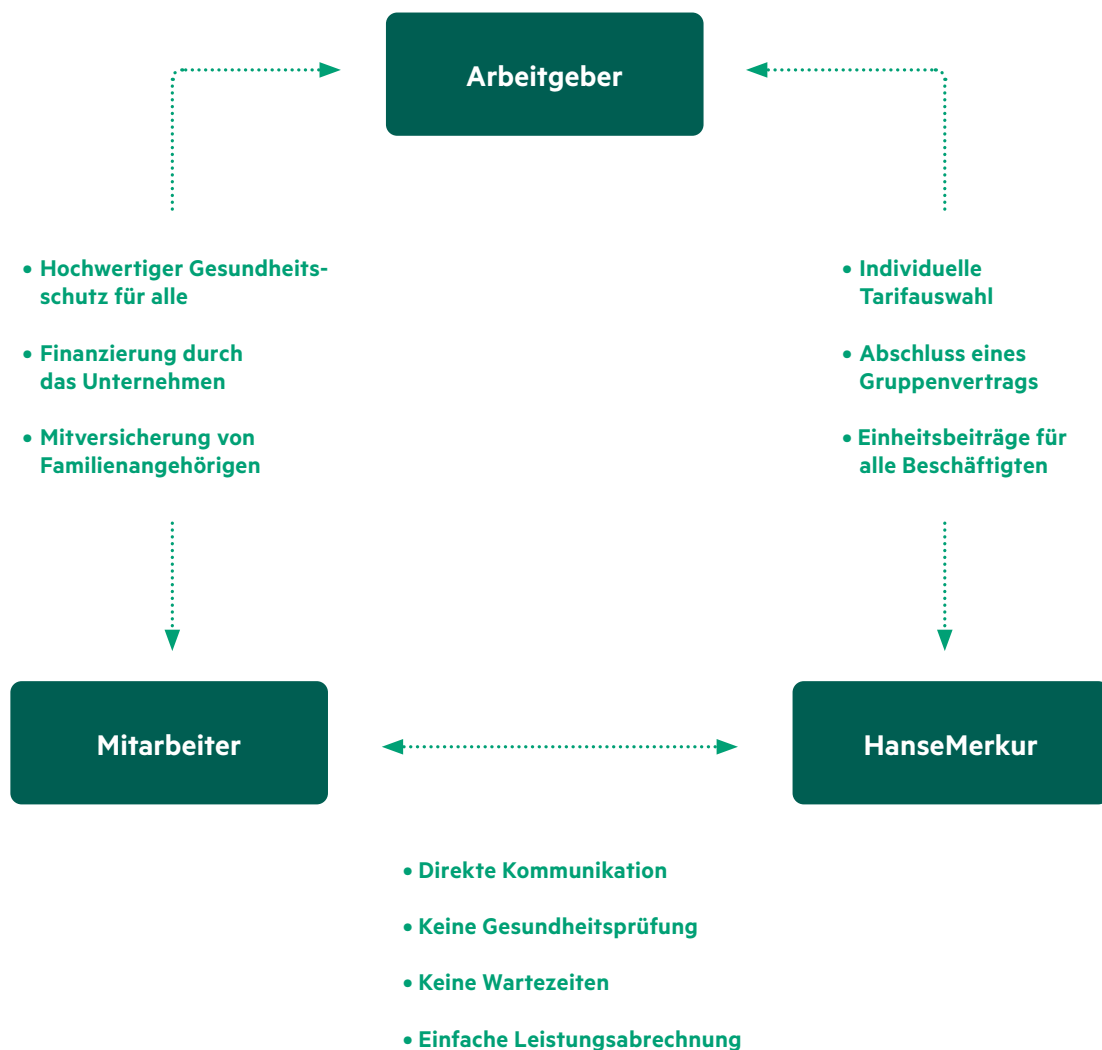 Arbeitgeber
• Hochwertiger Gesundheits-
schutz für alle
• Finanzierung durch
das Unternehmen
• Mitversicherung von
Familienangehörigen
• Individuelle
Tarifauswahl
• Abschluss eines
Gruppenvertrags
• Einheitsbeiträge für
alle Beschäftigten
Mitarbeiter
HanseMerkur
• Direkte Kommunikation
• Keine Gesundheitsprüfung
• Keine Wartezeiten
• Einfache Leistungsabrechnung